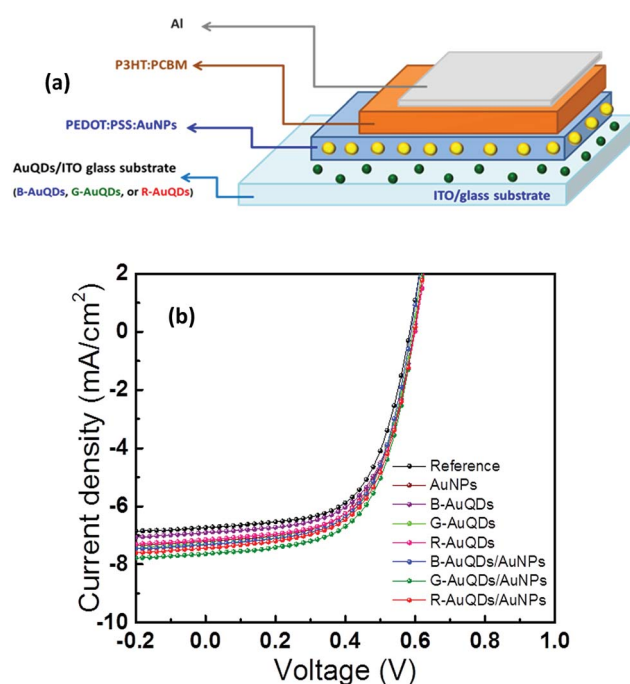 (a)
Al
P3HT:PCBM
PEDOT:PSS:AuNPs
AuQDs/ITO glass substrate
(B-AuQDs, G-AuQDs, or R-AuQDs)
ITO/glass substrate
(b)
Current density (mA/cm²)
2
0
-2
-4
-6
-8
-10
Reference
AuNPs
B-AuQDs
G-AuQDs
R-AuQDs
B-AuQDs/AuNPs
G-AuQDs/AuNPs
R-AuQDs/AuNPs
-0.2 0.0 0.2 0.4 0.6 0.8 1.0
Voltage (V)